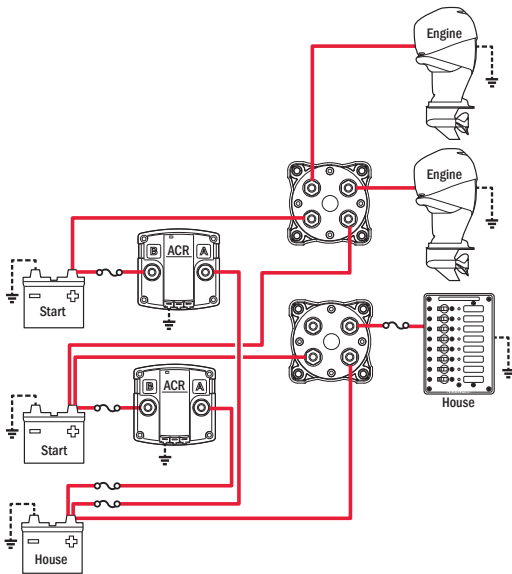 Engine
Engine
B ACR A
Start
House
B ACR A
Start
House